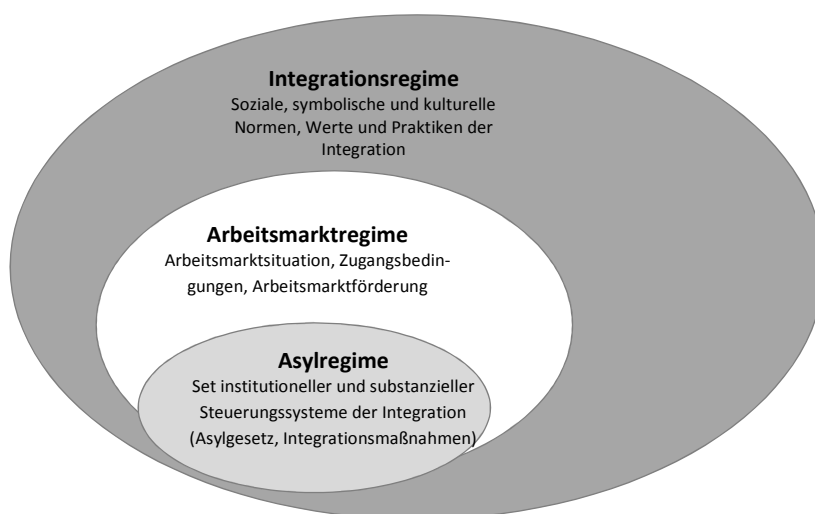 Integrationsregime
Soziale, symbolische und kulturelle
Normen, Werte und Praktiken der
Integration
Arbeitsmarktregime
Arbeitsmarktsituation, Zugangsbedin-
gungen, Arbeitsmarktförderung
Asylregime
Set institutioneller und substanzieller
Steuerungssysteme der Integration
(Asylgesetz, Integrationsmaßnahmen)